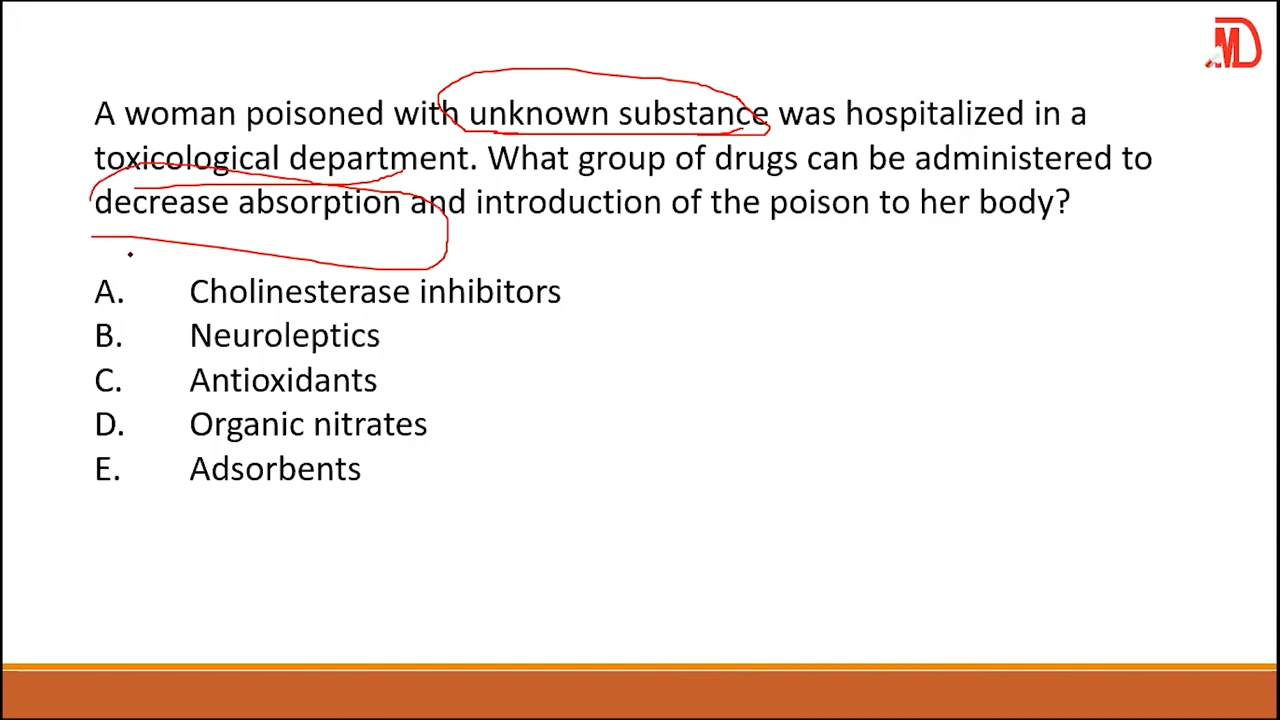 MD
A woman poisoned with unknown substance was hospitalized in a
toxicological department. What group of drugs can be administered to
decrease absorption and introduction of the poison to her body?
A. Cholinesterase inhibitors
B. Neuroleptics
C. Antioxidants
D. Organic nitrates
E. Adsorbents